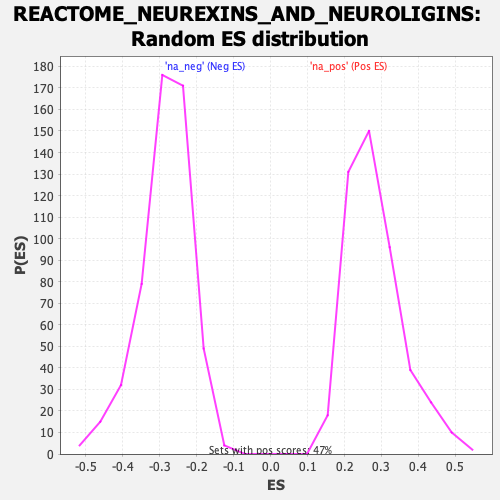 REACTOME_NEUREXINS_AND_NEUROLIGINS:
Random ES distribution
'na_neg' (Neg ES)
'na_pos' (Pos ES)
180
170
160
150
140
130
120
110
100
90
80
70
60
50
40
30
20
10
0
P(ES)
Sets with pos scores: 47%
-0.5 -0.4 -0.3 -0.2 -0.1 0.0 0.1 0.2 0.3 0.4 0.5
ES